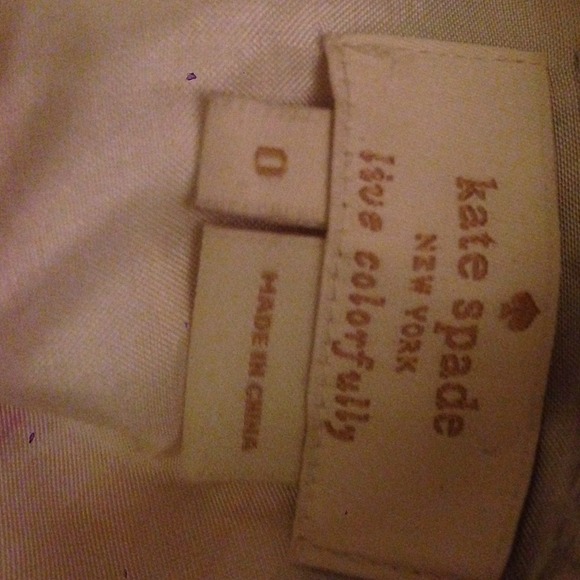 kate spade
NEW YORK
live colorfully
0
MADE IN CHINA